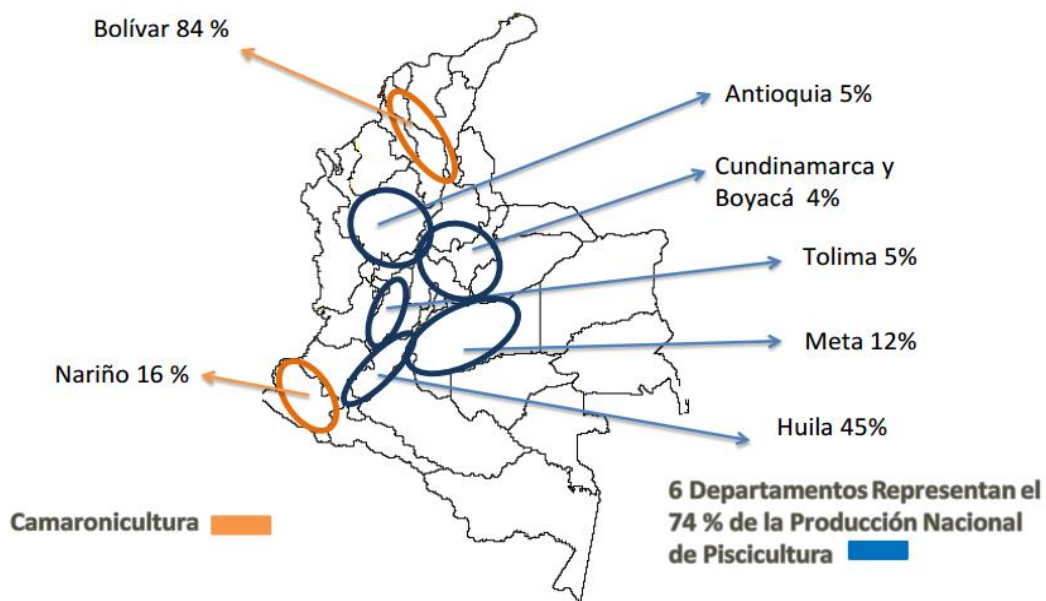 Bolívar 84 %
Antioquia 5%
Cundinamarca y
Boyacá 4%
Tolima 5%
Meta 12%
Nariño 16 %
Huila 45%
6 Departamentos Representan el
74 % de la Producción Nacional
de Piscicultura
Camaronicultura